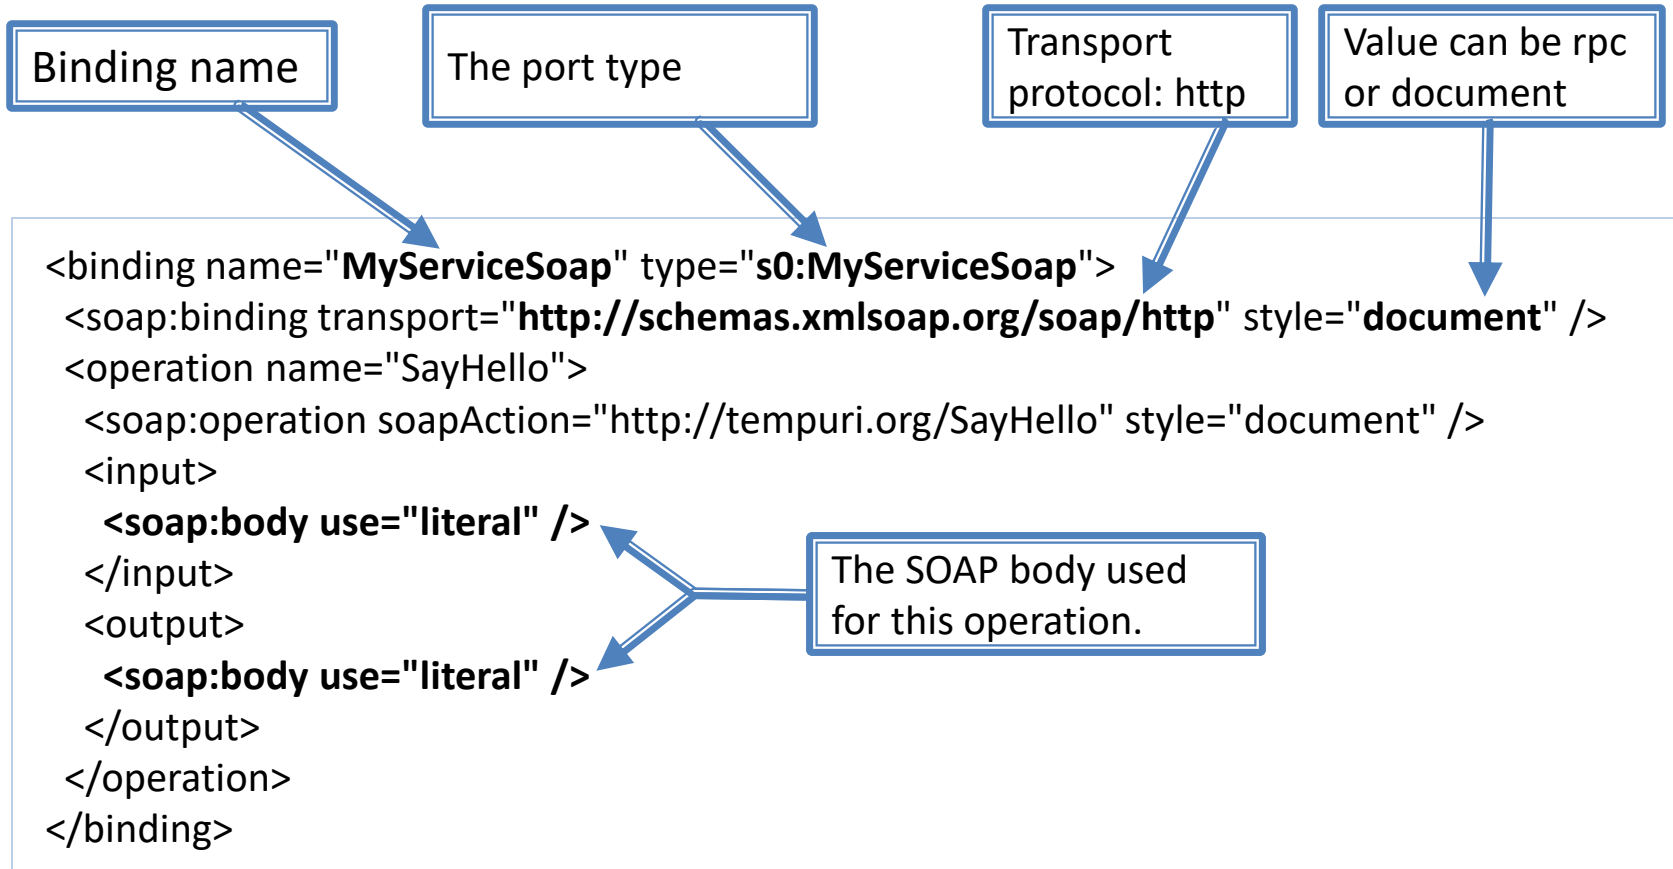 Binding name
The port type
Transport
protocol: http
Value can be rpc
or document
<binding name="MyServiceSoap" type="s0:MyServiceSoap">
<soap:binding transport="http://schemas.xmlsoap.org/soap/http" style="document" />
<operation name="SayHello">
<soap:operation soapAction="http://tempuri.org/SayHello" style="document" />
<input>
<soap:body use="literal" />
</input>
<output>
<soap:body use="literal" />
</output>
</operation>
</binding>
The SOAP body used
for this operation.